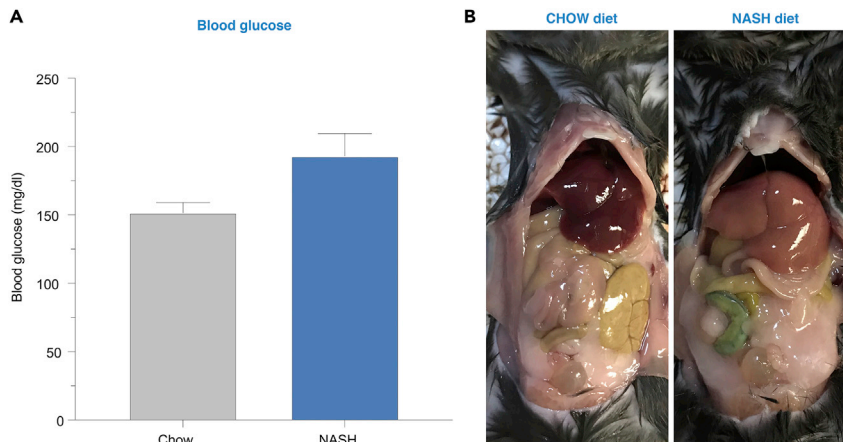 A
Blood glucose
250
200
150
100
50
0
Blood glucose (mg/dl)
Chow
NASH
B
CHOW diet
NASH diet